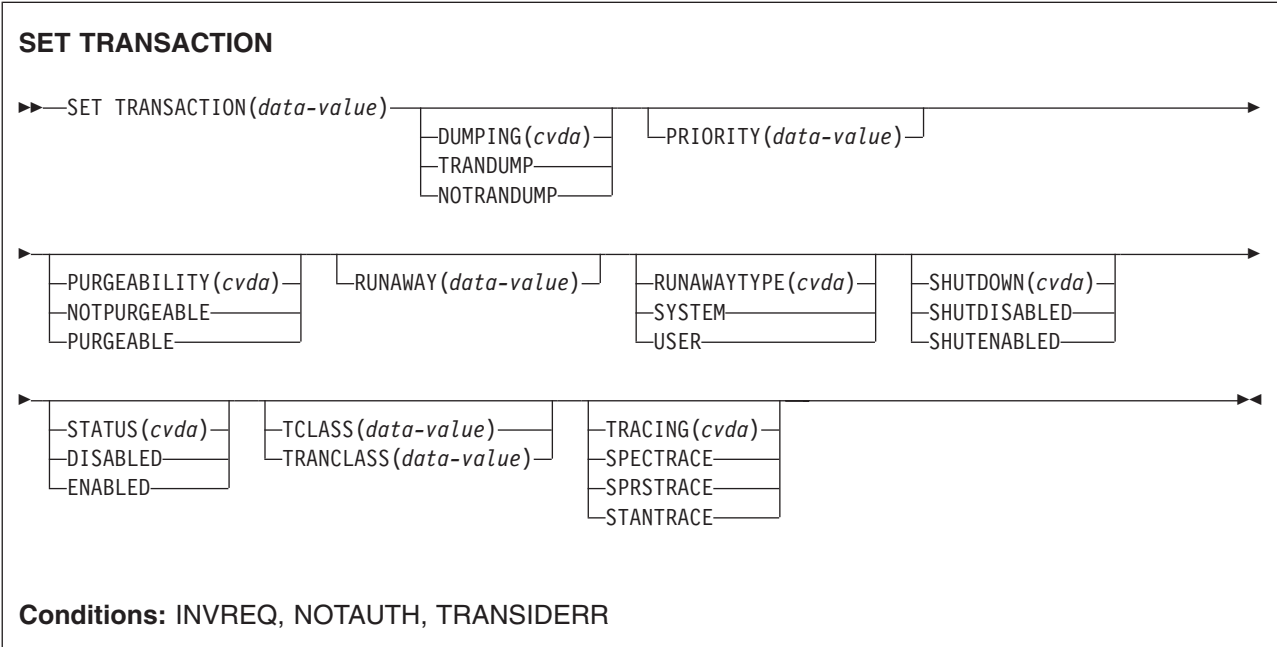 SET TRANSACTION
SET TRANSACTION(data-value)
DUMPING(cvda)
TRANDUMP
NOTRANDUMP
PRIORITY(data-value)
PURGEABILITY(cvda)
NOTPURGEABLE
PURGEABLE
RUNAWAY(data-value)
RUNAWAYTYPE(cvda)
SYSTEM
USER
SHUTDOWN(cvda)
SHUTDISABLED
SHUTENABLED
STATUS(cvda)
DISABLED
ENABLED
TCLASS(data-value)
TRANCLASS(data-value)
TRACING(cvda)
SPECTRACE
SPRSTRACE
STANTRACE
Conditions: INVREQ, NOTAUTH, TRANSIDERR